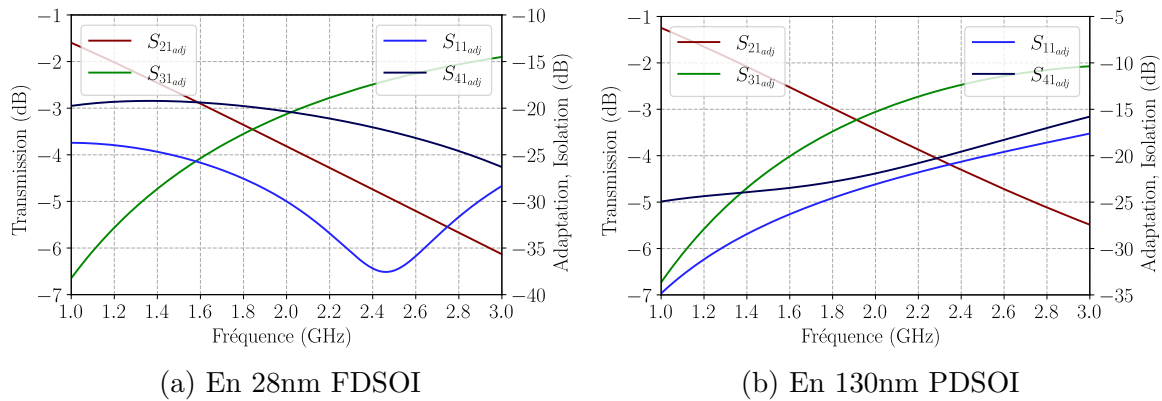 S21adj
S31adj
S11adj
S41adj
−1
−2
−3
−4
−5
−6
−7
Transmission (dB)
−10
−15
−20
−25
−30
−35
−40
Adaptation, Isolation (dB)
1.0 1.2 1.4 1.6 1.8 2.0 2.2 2.4 2.6 2.8 3.0
Fréquence (GHz)
(a) En 28nm FDSOI
S21adj
S31adj
S11adj
S41adj
−1
−2
−3
−4
−5
−6
−7
Transmission (dB)
−5
−10
−15
−20
−25
−30
−35
Adaptation, Isolation (dB)
1.0 1.2 1.4 1.6 1.8 2.0 2.2 2.4 2.6 2.8 3.0
Fréquence (GHz)
(b) En 130nm PDSOI